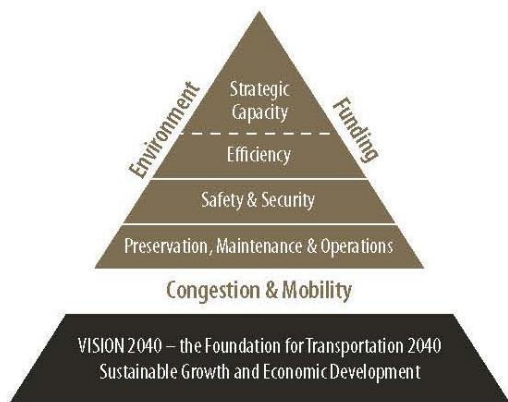 Environment
Funding
Strategic
Capacity
Efficiency
Safety & Security
Preservation, Maintenance & Operations
Congestion & Mobility
VISION 2040 – the Foundation for Transportation 2040
Sustainable Growth and Economic Development